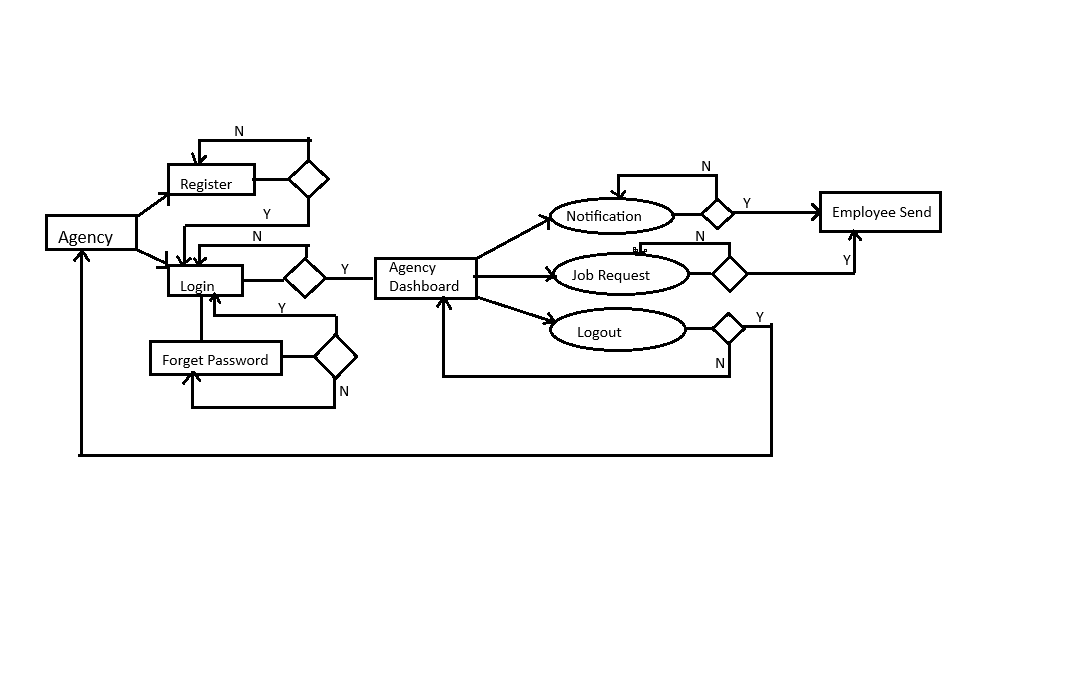 N
Register
Y
Agency
N
Login
Y
Y
Forget Password
N
Agency
Dashboard
N
Notification
Y
Employee Send
N
Job Request
Y
Logout
Y
N